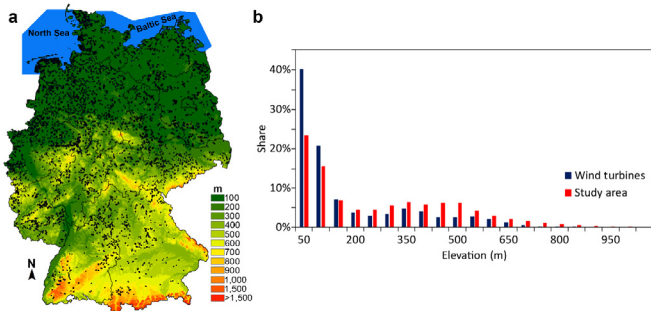 a
North Sea
Baltic Sea
m
100
200
300
400
500
600
700
800
900
1,000
1,500
>1,500
N
b
Share
40%
30%
20%
10%
0%
50
200
350
500
650
800
950
Elevation (m)
Wind turbines
Study area